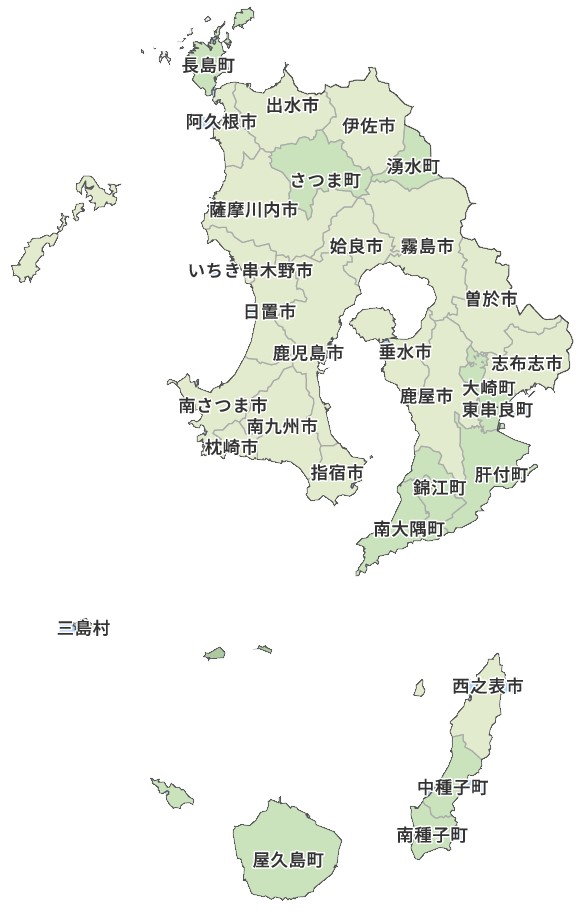 長島町
出水市
阿久根市
伊佐市
湧水町
さつま町
薩摩川内市
姶良市
霧島市
いちき串木野市
曽於市
日置市
鹿児島市
垂水市
志布志市
大崎町
鹿屋市
南さつま市
東串良町
南九州市
枕崎市
指宿市
肝付町
錦江町
南大隅町
三島村
西之表市
中種子町
南種子町
屋久島町